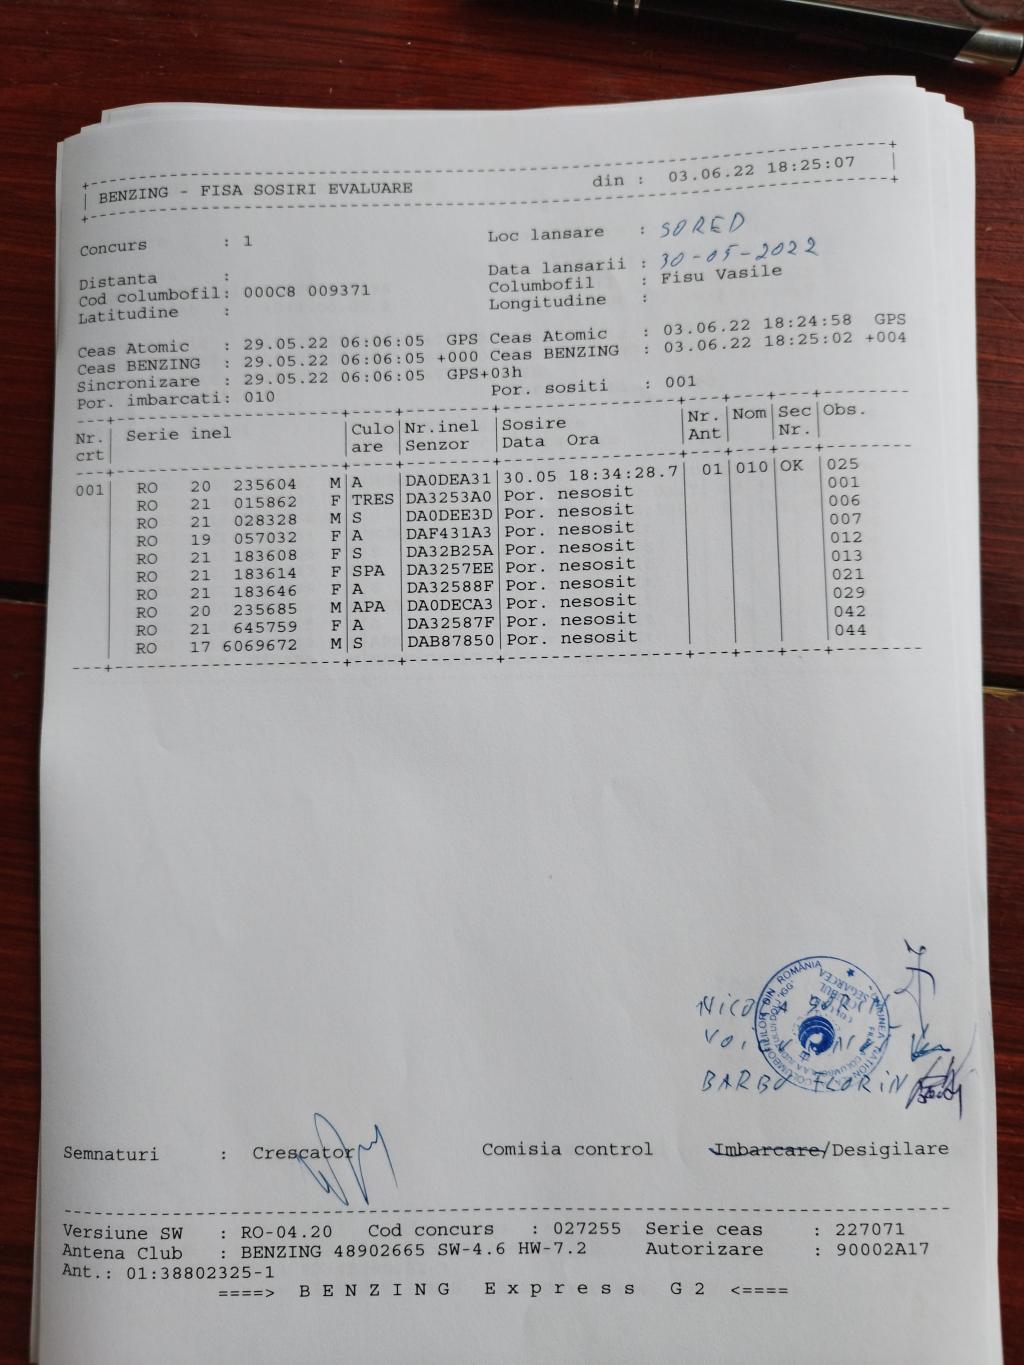 BENZING - FISA SOSIRI EVALUARE din : 03.06.22 18:25:07
Concurs : 1 Loc lansare : SORED
Data lansarii : 30-05-2022
Distanta : Columbofil : Fisu Vasile
Cod columbofil: 000C8 009371 Longitudine :
Latitudine :
Ceas Atomic : 29.05.22 06:06:05 GPS Ceas Atomic : 03.06.22 18:24:58 GPS
Ceas BENZING : 29.05.22 06:06:05 +000 Ceas BENZING : 03.06.22 18:25:02 +004
Sincronizare : 29.05.22 06:06:05 GPS+03h
Por. imbarcati: 010 Por. sositi : 001
Nr. Serie inel Culo Nr.inel Sosire Nr. Nom Sec Obs.
crt are Senzor Data Ora Ant Nr.
001 RO 20 235604 M A DA0DEA31 30.05 18:34:28.7 01 010 OK 025
RO 21 015862 F TRES DA3253A0 Por. nesosit 001
RO 21 028328 M S DA0DEE3D Por. nesosit 006
RO 19 057032 F A DAF431A3 Por. nesosit 007
RO 21 183608 F S DA32B25A Por. nesosit 012
RO 21 183614 F SPA DA3257EE Por. nesosit 013
RO 21 183646 F A DA32588F Por. nesosit 021
RO 20 235685 M APA DA0DECA3 Por. nesosit 029
RO 21 645759 F A DA32587F Por. nesosit 042
RO 17 6069672 M S DAB87850 Por. nesosit 044
BARBU FLORIN
Semnaturi : Crescator Comisia control Imbarcare/Desigilare
Versiune SW : RO-04.20 Cod concurs : 027255 Serie ceas : 227071
Antena Club : BENZING 48902665 SW-4.6 HW-7.2 Autorizare : 90002A17
Ant.: 01:38802325-1
====> BENZING Express G2 <====